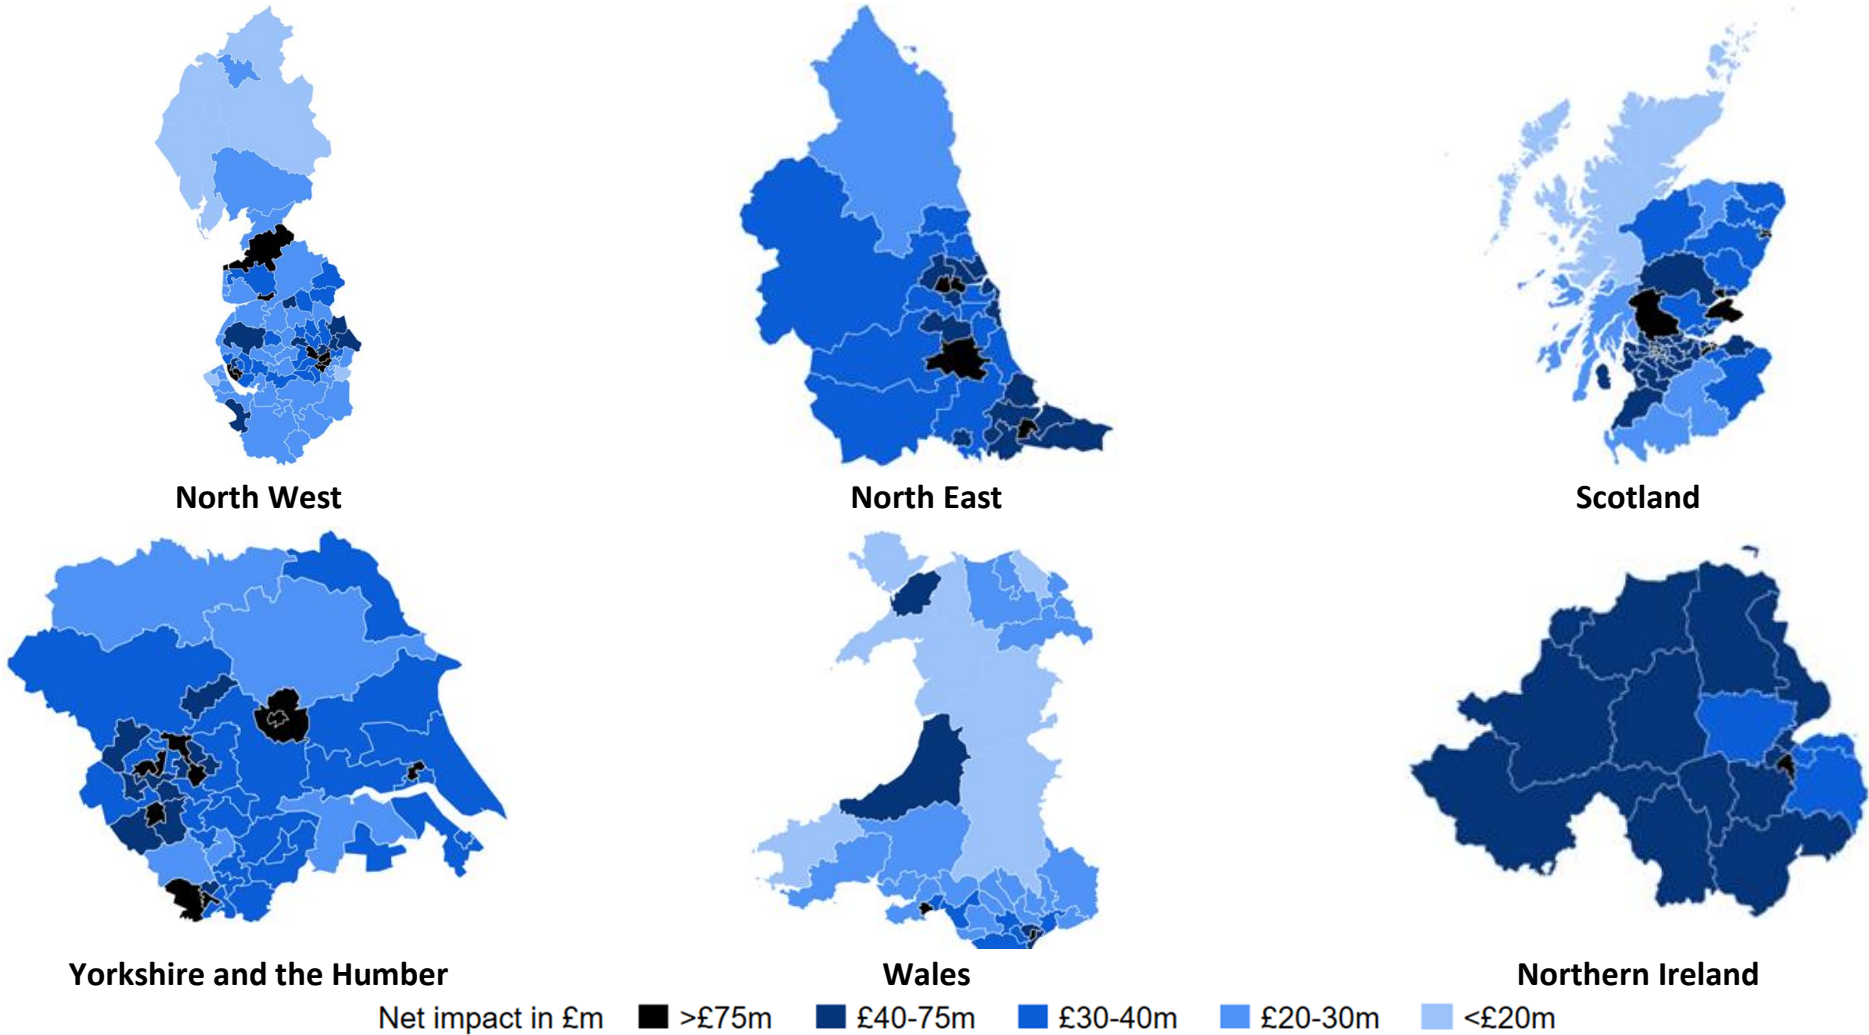 North West
North East
Scotland
Yorkshire and the Humber
Wales
Northern Ireland
Net impact in £m >£75m £40-75m £30-40m £20-30m <£20m